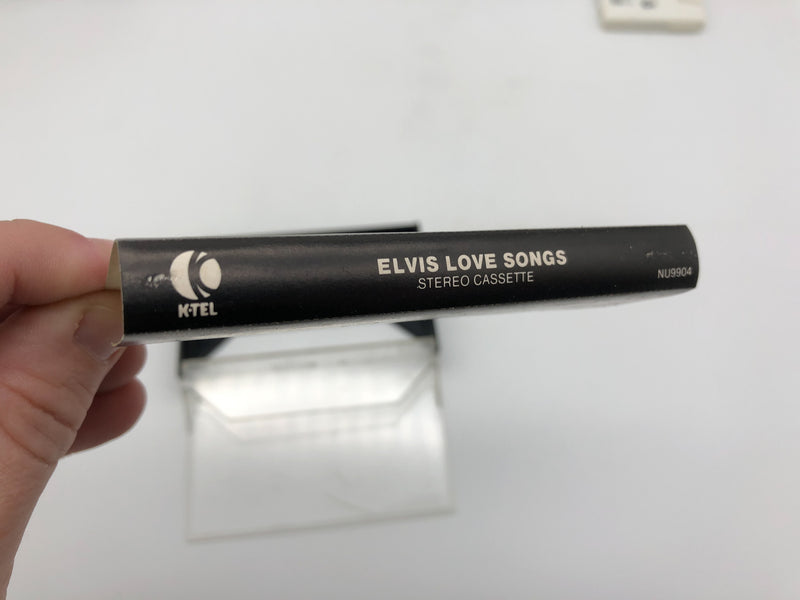 K-TEL
ELVIS LOVE SONGS
STEREO CASSETTE
NU9904